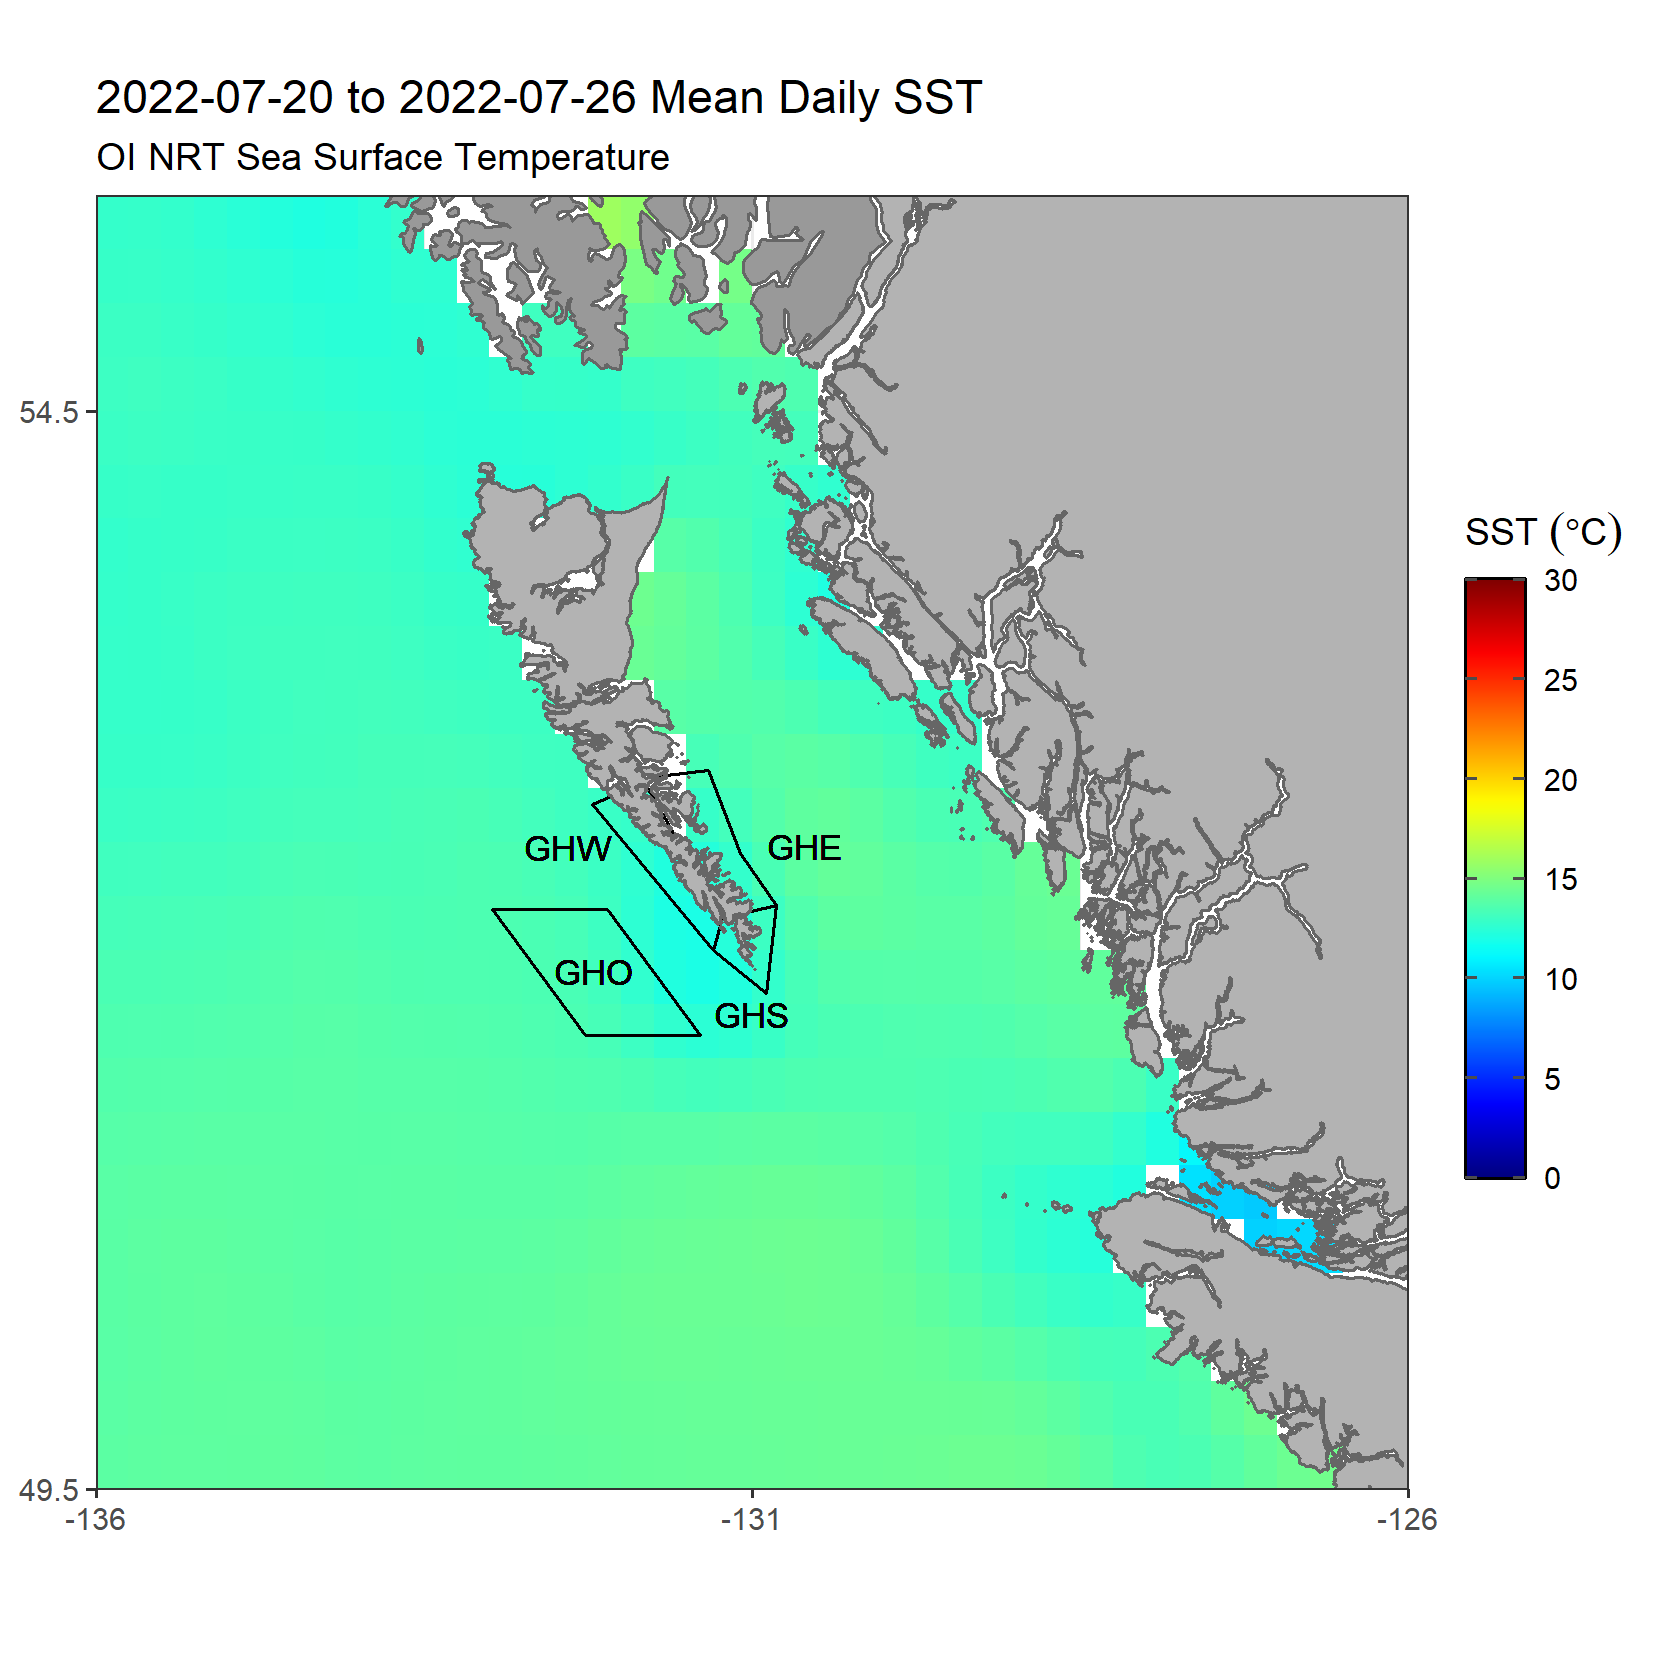 2022-07-20 to 2022-07-26 Mean Daily SST
OI NRT Sea Surface Temperature
54.5
49.5
-136
-131
-126
GHW
GHE
GHO
GHS
SST (°C)
30
25
20
15
10
5
0